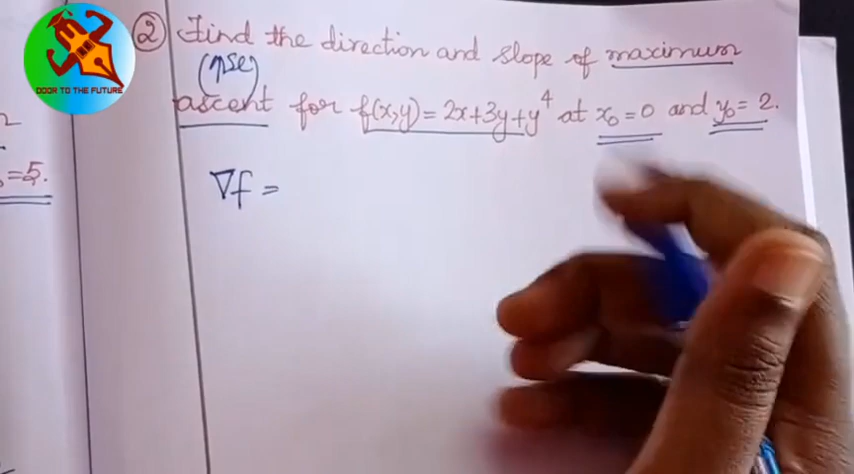 DOOR TO THE FUTURE
② Find the direction and slope of maximum
(rise)
ascent for f(x,y) = 2x+3y+y⁴ at x₀ = 0 and y₀ = 2.
= 5.
∇f =